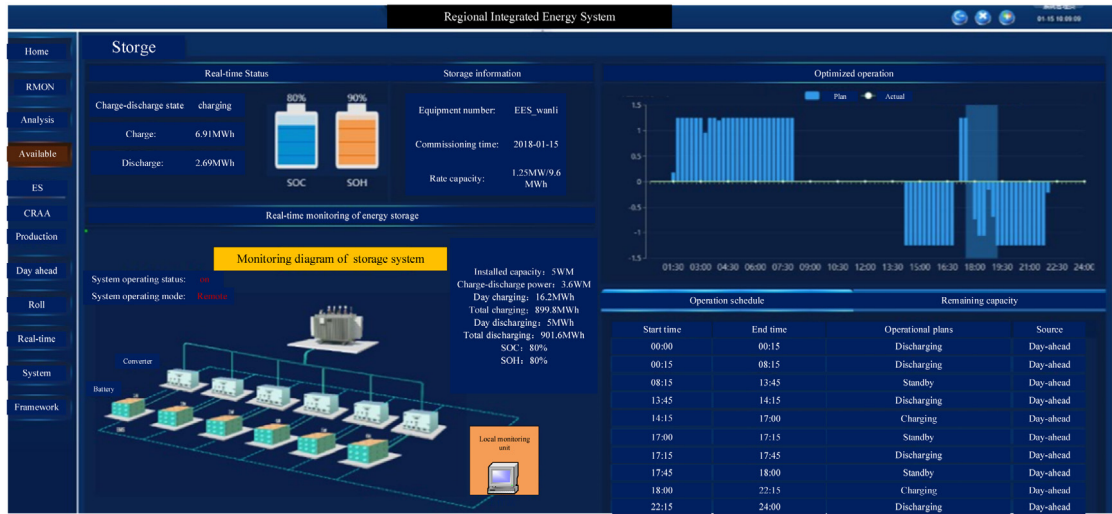 Regional Integrated Energy System
01-15 18:09:09
Home
RMON
Analysis
Available
ES
CRAA
Production
Day ahead
Roll
Real-time
System
Framework
Storge
Real-time Status
Charge-discharge state charging
Charge: 6.91MWh
Discharge: 2.69MWh
80% 90%
SOC SOH
Storage information
Equipment number: EES_wanli
Commissioning time: 2018-01-15
Rate capacity: 1.25MW/9.6
MWh
Real-time monitoring of energy storage
Monitoring diagram of storage system
System operating status: on
System operating mode: Remote
Installed capacity: 5WM
Charge-discharge power: 3.6WM
Day charging: 16.2MWh
Total charging: 899.8MWh
Day discharging: 5MWh
Total discharging: 901.6MWh
SOC: 80%
SOH: 80%
Converter
Battery
Local monitoring
unit
Optimized operation
Plan Actual
1.5
1
0.5
0
-0.5
-1
-1.5
01:30 03:00 04:30 06:00 07:30 09:00 10:30 12:00 13:30 15:00 16:30 18:00 19:30 21:00 22:30 24:00
Operation schedule Remaining capacity
Start time End time Operational plans Source
00:00 00:15 Discharging Day-ahead
00:15 08:15 Discharging Day-ahead
08:15 13:45 Standby Day-ahead
13:45 14:15 Discharging Day-ahead
14:15 17:00 Charging Day-ahead
17:00 17:15 Standby Day-ahead
17:15 17:45 Discharging Day-ahead
17:45 18:00 Standby Day-ahead
18:00 22:15 Charging Day-ahead
22:15 24:00 Discharging Day-ahead